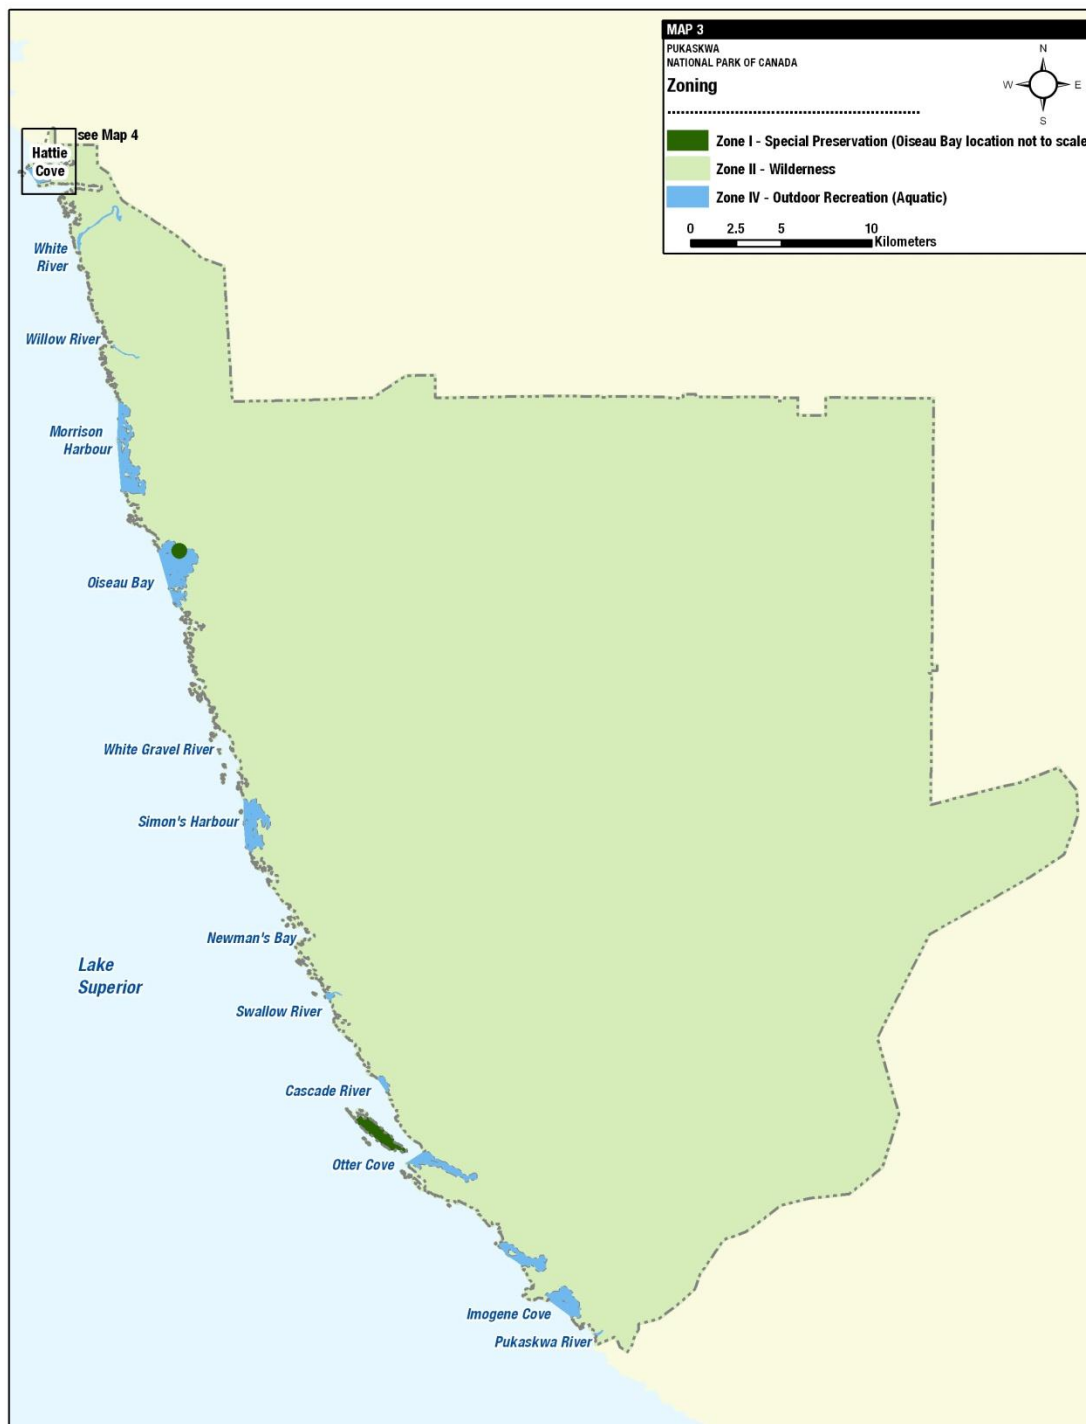 MAP 3
PUKASKWA
NATIONAL PARK OF CANADA
Zoning
N
W
E
S
Zone I - Special Preservation (Oiseau Bay location not to scale
Zone II - Wilderness
Zone IV - Outdoor Recreation (Aquatic)
0 2.5 5 10
Kilometers
see Map 4
Hattie
Cove
White
River
Willow River
Morrison
Harbour
Oiseau Bay
White Gravel River
Simon's Harbour
Newman's Bay
Lake
Superior
Swallow River
Cascade River
Otter Cove
Imogene Cove
Pukaskwa River